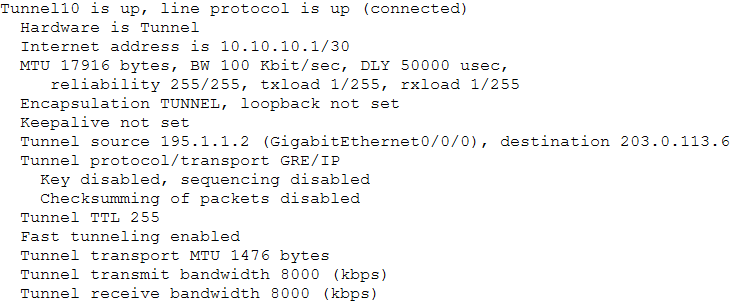 Tunnel10 is up, line protocol is up (connected)
Hardware is Tunnel
Internet address is 10.10.10.1/30
MTU 17916 bytes, BW 100 Kbit/sec, DLY 50000 usec,
reliability 255/255, txload 1/255, rxload 1/255
Encapsulation TUNNEL, loopback not set
Keepalive not set
Tunnel source 195.1.1.2 (GigabitEthernet0/0/0), destination 203.0.113.6
Tunnel protocol/transport GRE/IP
Key disabled, sequencing disabled
Checksumming of packets disabled
Tunnel TTL 255
Fast tunneling enabled
Tunnel transport MTU 1476 bytes
Tunnel transmit bandwidth 8000 (kbps)
Tunnel receive bandwidth 8000 (kbps)